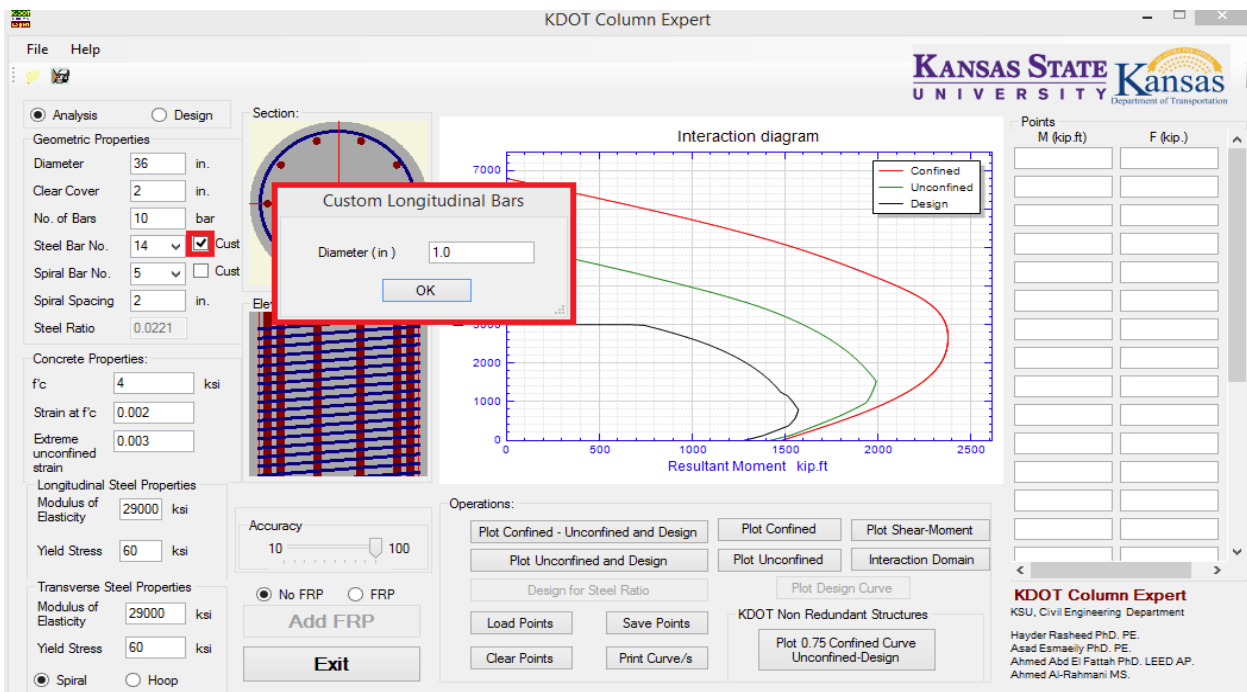 KDOT Column Expert
File Help
KANSAS STATE
UNIVERSITY
Kansas
Department of Transportation
Analysis Design
Geometric Properties
Diameter 36 in.
Clear Cover 2 in.
No. of Bars 10 bar
Steel Bar No. 14 Cust
Spiral Bar No. 5 Cust
Spiral Spacing 2 in.
Steel Ratio 0.0221
Concrete Properties:
f'c 4 ksi
Strain at f'c 0.002
Extreme unconfined strain 0.003
Longitudinal Steel Properties
Modulus of Elasticity 29000 ksi
Yield Stress 60 ksi
Transverse Steel Properties
Modulus of Elasticity 29000 ksi
Yield Stress 60 ksi
Spiral Hoop
Section:
Custom Longitudinal Bars
Diameter ( in ) 1.0
OK
Ele
Accuracy
10 100
No FRP FRP
Add FRP
Exit
Interaction diagram
Confined
Unconfined
Design
7000
3000
2000
1000
0
0 500 1000 1500 2000 2500
Resultant Moment kip.ft
Operations:
Plot Confined - Unconfined and Design
Plot Confined
Plot Shear-Moment
Plot Unconfined and Design
Plot Unconfined
Interaction Domain
Design for Steel Ratio
Plot Design Curve
Load Points
Save Points
Clear Points
Print Curve/s
KDOT Non Redundant Structures
Plot 0.75 Confined Curve
Unconfined-Design
Points
M (kip.ft) F (kip.)
KDOT Column Expert
KSU, Civil Engineering Department
Hayder Rasheed PhD. PE.
Asad Esmaeily PhD. PE.
Ahmed Abd El Fattah PhD. LEED AP.
Ahmed Al-Rahmani MS.